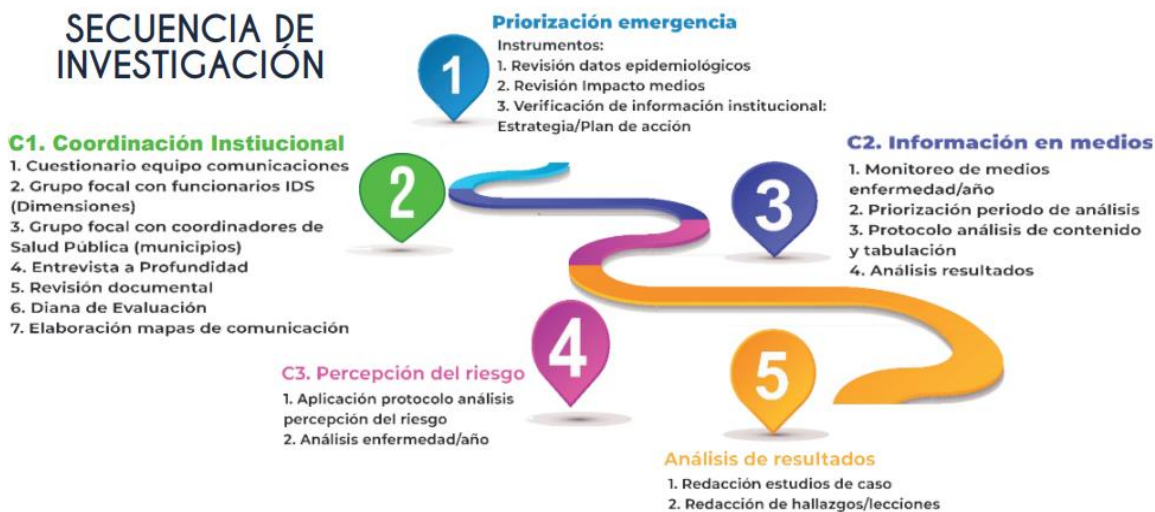 SECUENCIA DE
INVESTIGACIÓN
1
Priorización emergencia
Instrumentos:
1. Revisión datos epidemiológicos
2. Revisión Impacto medios
3. Verificación de información institucional:
Estrategia/Plan de acción
C1. Coordinación Instiucional
1. Cuestionario equipo comunicaciones
2. Grupo focal con funcionarios IDS
(Dimensiones)
3. Grupo focal con coordinadores de
Salud Pública (municipios)
4. Entrevista a Profundidad
5. Revisión documental
6. Diana de Evaluación
7. Elaboración mapas de comunicación
2
3
C2. Información en medios
1. Monitoreo de medios
enfermedad/año
2. Priorización periodo de análisis
3. Protocolo análisis de contenido
y tabulación
4. Análisis resultados
C3. Percepción del riesgo
1. Aplicación protocolo análisis
percepción del riesgo
2. Análisis enfermedad/año
4
5
Análisis de resultados
1. Redacción estudios de caso
2. Redacción de hallazgos/lecciones